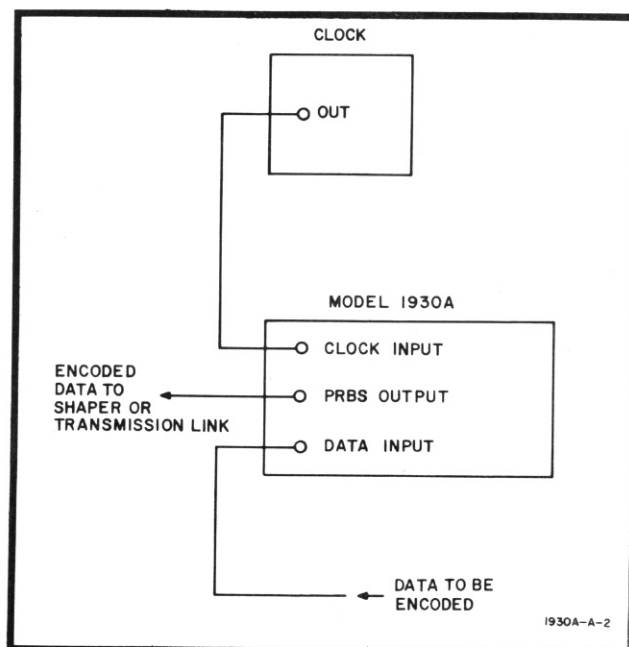 CLOCK
OUT
MODEL 1930A
CLOCK INPUT
ENCODED
DATA TO
SHAPER OR
TRANSMISSION LINK
PRBS OUTPUT
DATA INPUT
DATA TO BE
ENCODED
1930A-A-2